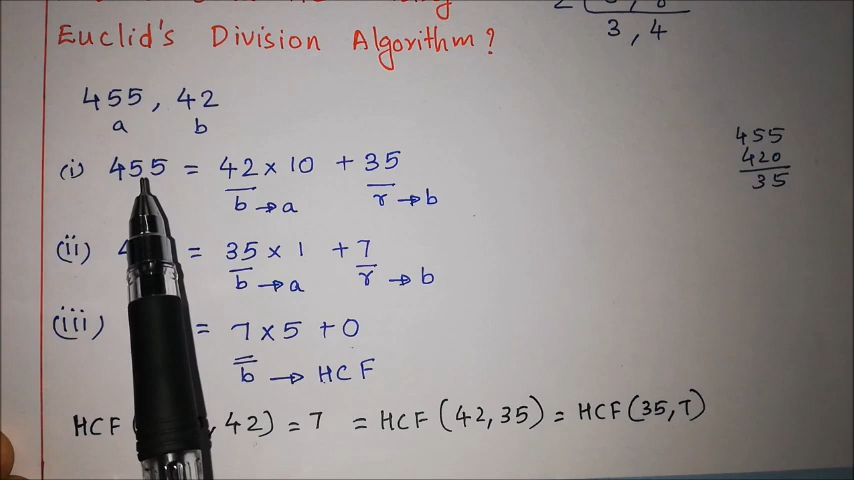 Euclid's Division Algorithm?
3, 4
455, 42
a b
(i) 455 = 42 × 10 + 35
b → a r → b
455
420
35
(ii) 4 = 35 × 1 + 7
b → a r → b
(iii) = 7 × 5 + 0
b → HCF
HCF ( , 42) = 7 = HCF (42, 35) = HCF (35, 7)